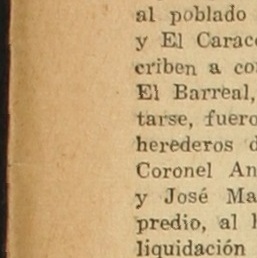 al poblado
y El Carac
criben a co
El Barreal,
tarse, fuero
herederos d
Coronel An
y José Ma
predio, al h
liquidación